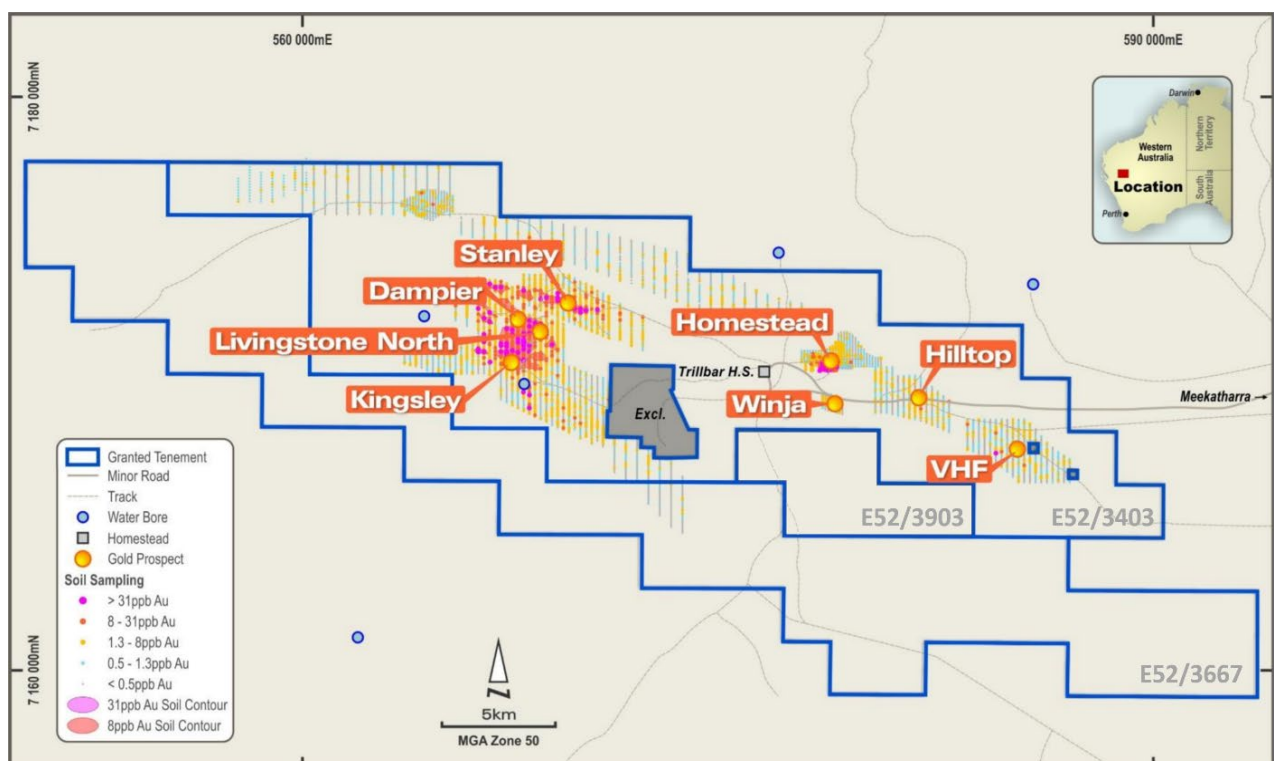 560 000mE
590 000mE
7 180 000mN
Darwin
Western
Australia
Northern
Territory
South
Australia
Location
Perth
Stanley
Dampier
Livingstone North
Kingsley
Homestead
Trillbar H.S.
Hilltop
Winja
Meekatharra
Excl.
VHF
E52/3903
E52/3403
E52/3667
7 160 000mN
Granted Tenement
Minor Road
Track
Water Bore
Homestead
Gold Prospect
Soil Sampling
> 31ppb Au
8 - 31ppb Au
1.3 - 8ppb Au
0.5 - 1.3ppb Au
< 0.5ppb Au
31ppb Au Soil Contour
8ppb Au Soil Contour
N
5km
MGA Zone 50